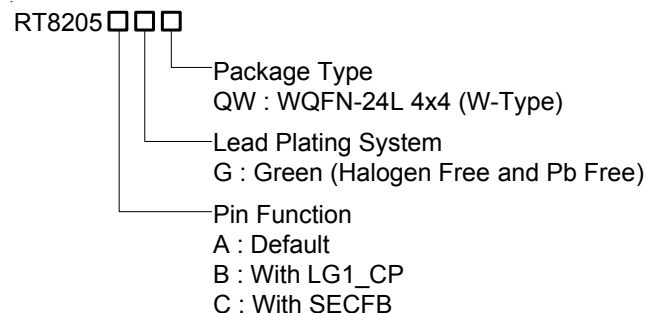 RT8205
Package Type
QW : WQFN-24L 4x4 (W-Type)
Lead Plating System
G : Green (Halogen Free and Pb Free)
Pin Function
A : Default
B : With LG1_CP
C : With SECFB